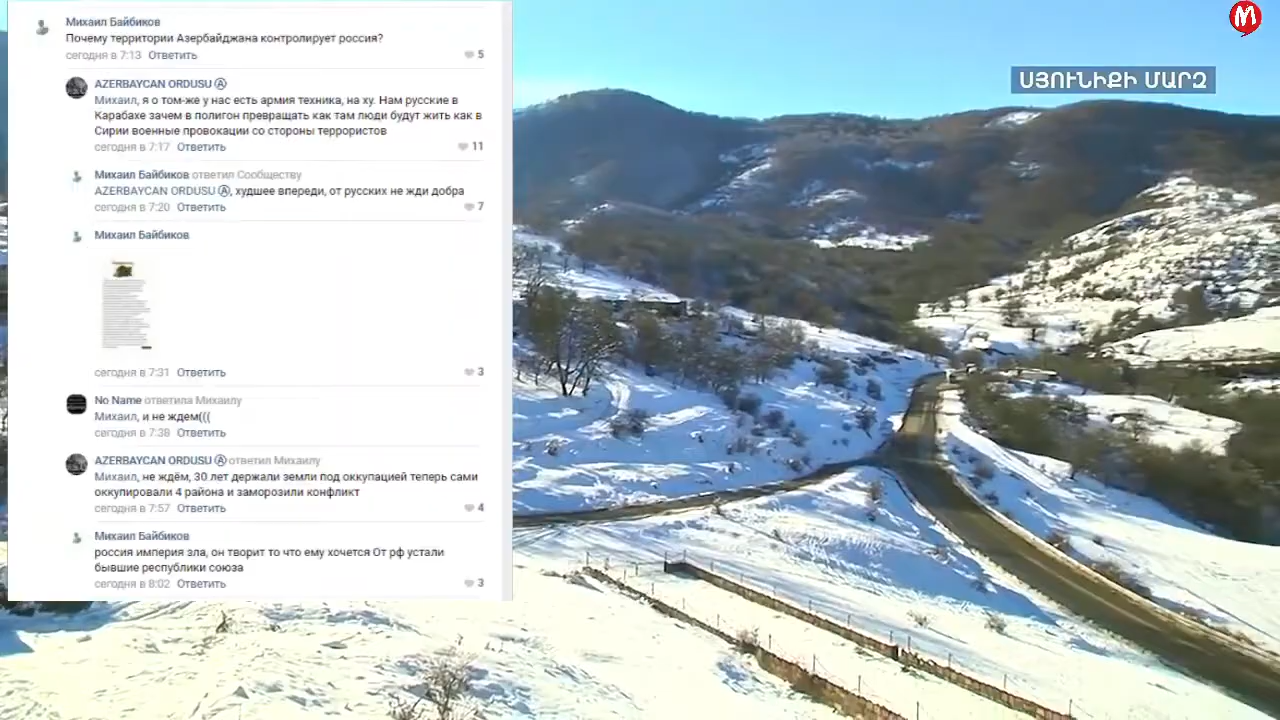 Михаил Байбиков
Почему территории Азербайджана контролирует россия?
сегодня в 7:13 Ответить 5
AZERBAYCAN ORDUSU Ⓐ
Михаил, я о том-же у нас есть армия техника, на ху. Нам русские в
Карабахе зачем в полигон превращать как там люди будут жить как в
Сирии военные провокации со стороны террористов
сегодня в 7:17 Ответить 11
Михаил Байбиков ответил Сообществу
AZERBAYCAN ORDUSU Ⓐ, худшее впереди, от русских не жди добра
сегодня в 7:20 Ответить 7
Михаил Байбиков
сегодня в 7:31 Ответить 3
No Name ответила Михаилу
Михаил, и не ждем(((
сегодня в 7:38 Ответить
AZERBAYCAN ORDUSU Ⓐ ответил Михаилу
Михаил, не ждём, 30 лет держали земли под оккупацией теперь сами
оккупировали 4 района и заморозили конфликт
сегодня в 7:57 Ответить 4
Михаил Байбиков
россия империя зла, он творит то что ему хочется От рф устали
бывшие республики союза
сегодня в 8:02 Ответить 3
M
ՍՅՈՒՆԻՔԻ ՄԱՐԶ